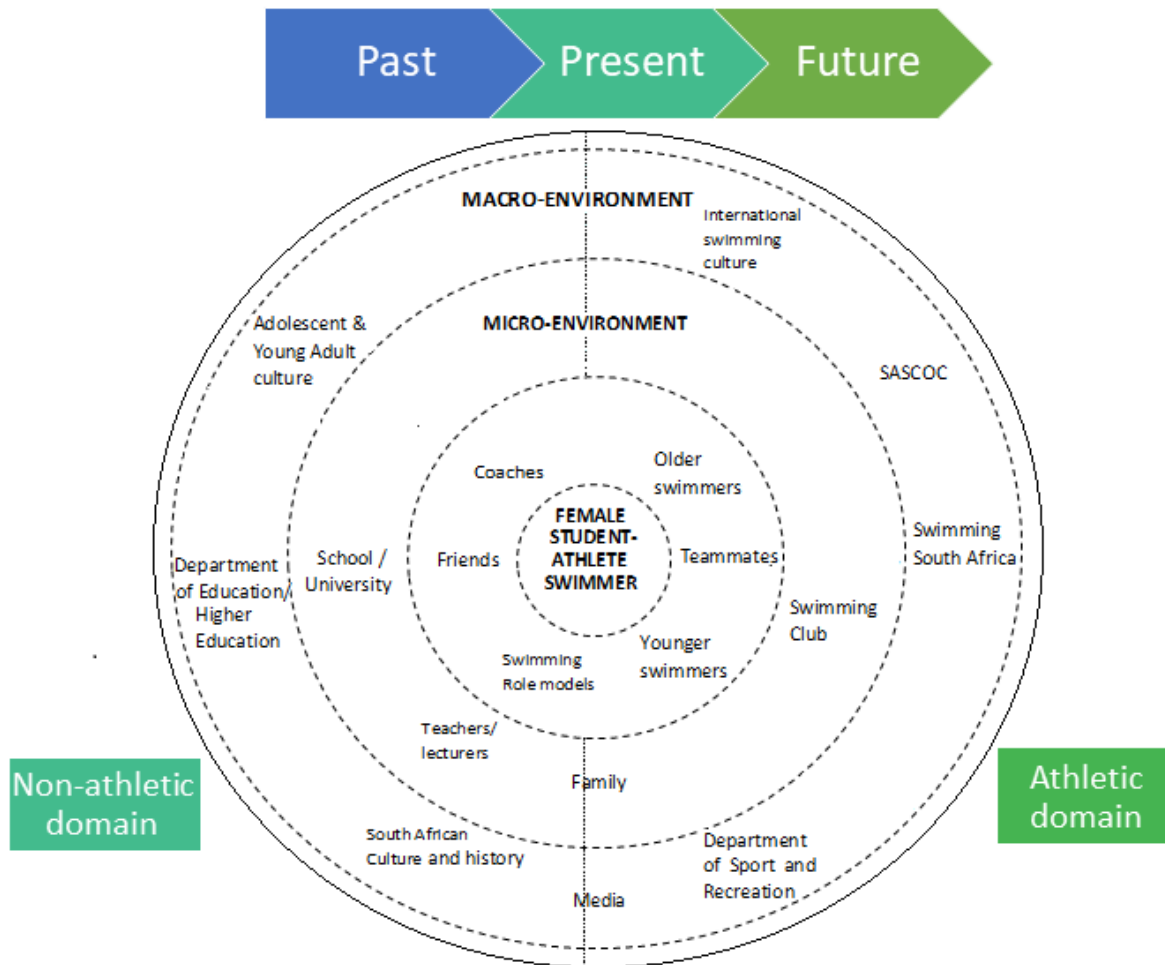 Past
Present
Future
MACRO-ENVIRONMENT
International
swimming
culture
MICRO-ENVIRONMENT
Adolescent &
Young Adult
culture
SASCOC
Coaches
Older
swimmers
FEMALE
STUDENT-
ATHLETE
SWIMMER
Friends
Teammates
School /
University
Swimming
South Africa
Department
of Education/
Higher
Education
Swimming
Club
Swimming
Role models
Younger
swimmers
Teachers/
lecturers
Family
Non-athletic
domain
Athletic
domain
South African
Culture and history
Department
of Sport and
Recreation
Media